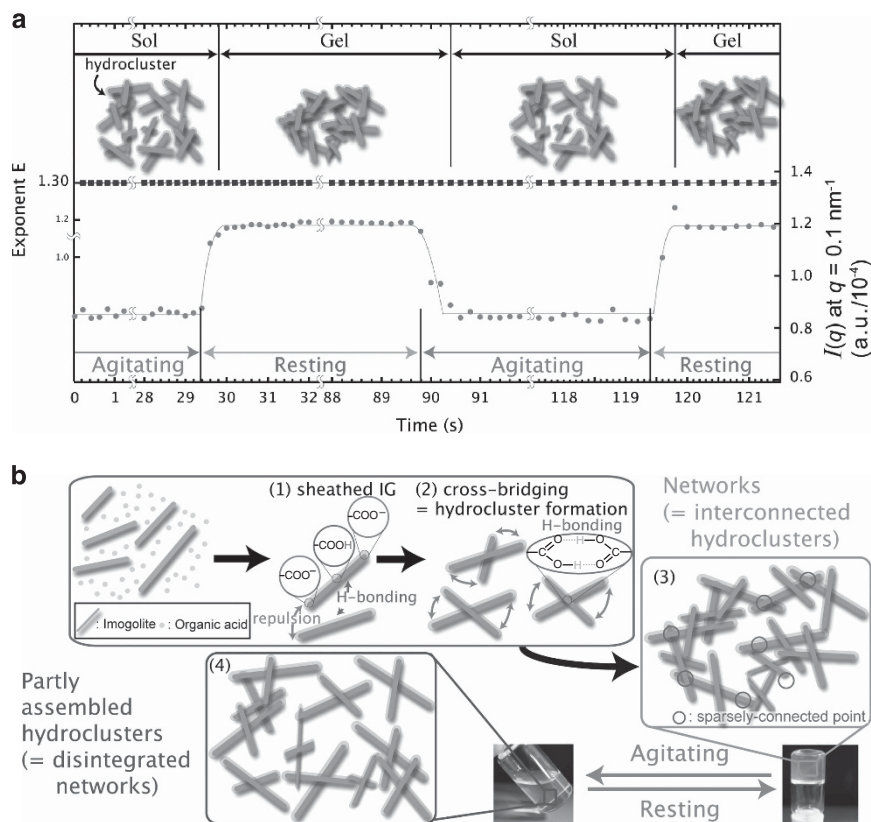 a
Sol
Gel
Sol
Gel
hydrocluster
Exponent E
1.30
1.2
1.0
1.4
1.2
1.0
0.8
0.6
I(q) at q = 0.1 nm⁻¹
(a.u./10⁻⁴)
Agitating
Resting
Agitating
Resting
0 1 28 29 30 31 32 88 89 90 91 118 119 120 121
Time (s)
b
(1) sheathed IG
(2) cross-bridging
= hydrocluster formation
-COO⁻
-COOH
-COO⁻
H-bonding
repulsion
H-bonding
-C
O
H
O
O
H
O
C-
: Imogolite
: Organic acid
Networks
(= interconnected
hydroclusters)
(3)
: sparsely-connected point
(4)
Partly
assembled
hydroclusters
(= disintegrated
networks)
Agitating
Resting